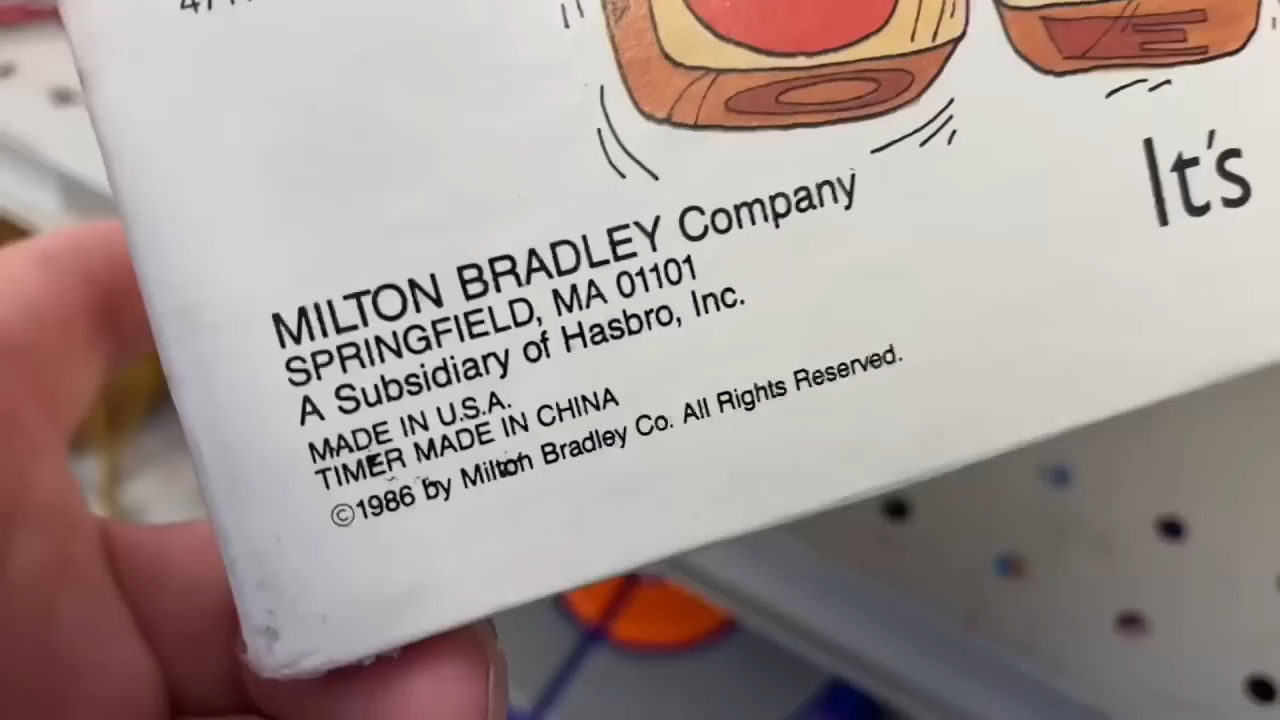 It's
MILTON BRADLEY Company
SPRINGFIELD, MA 01101
A Subsidiary of Hasbro, Inc.
MADE IN U.S.A.
TIMER MADE IN CHINA
©1986 by Milton Bradley Co. All Rights Reserved.